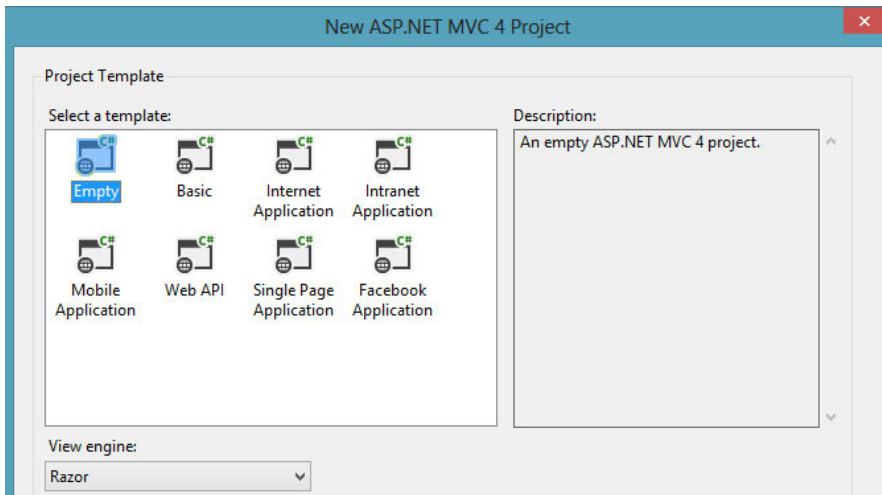 New ASP.NET MVC 4 Project
Project Template
Select a template:
Description:
An empty ASP.NET MVC 4 project.
C# C# C# C#
Empty Basic Internet Application Intranet Application
C# C# C# C#
Mobile Application Web API Single Page Application Facebook Application
View engine:
Razor